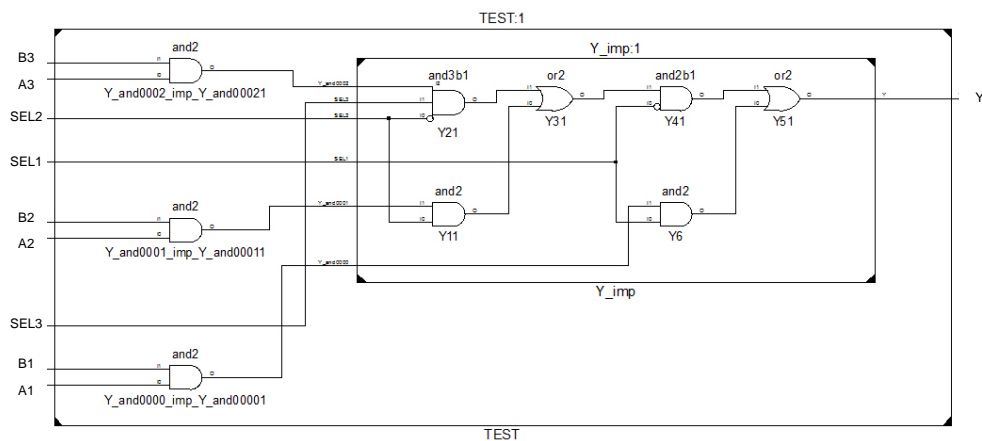 TEST:1
and2
Y_imp:1
B3
and3b1
or2
and2b1
or2
A3
Y_and0002_imp_Y_and00021
SEL2
Y21
Y31
Y41
Y51
Y
SEL1
and2
and2
and2
B2
A2
Y_and0001_imp_Y_and00011
Y11
Y6
Y_imp
SEL3
and2
B1
A1
Y_and0000_imp_Y_and00001
TEST